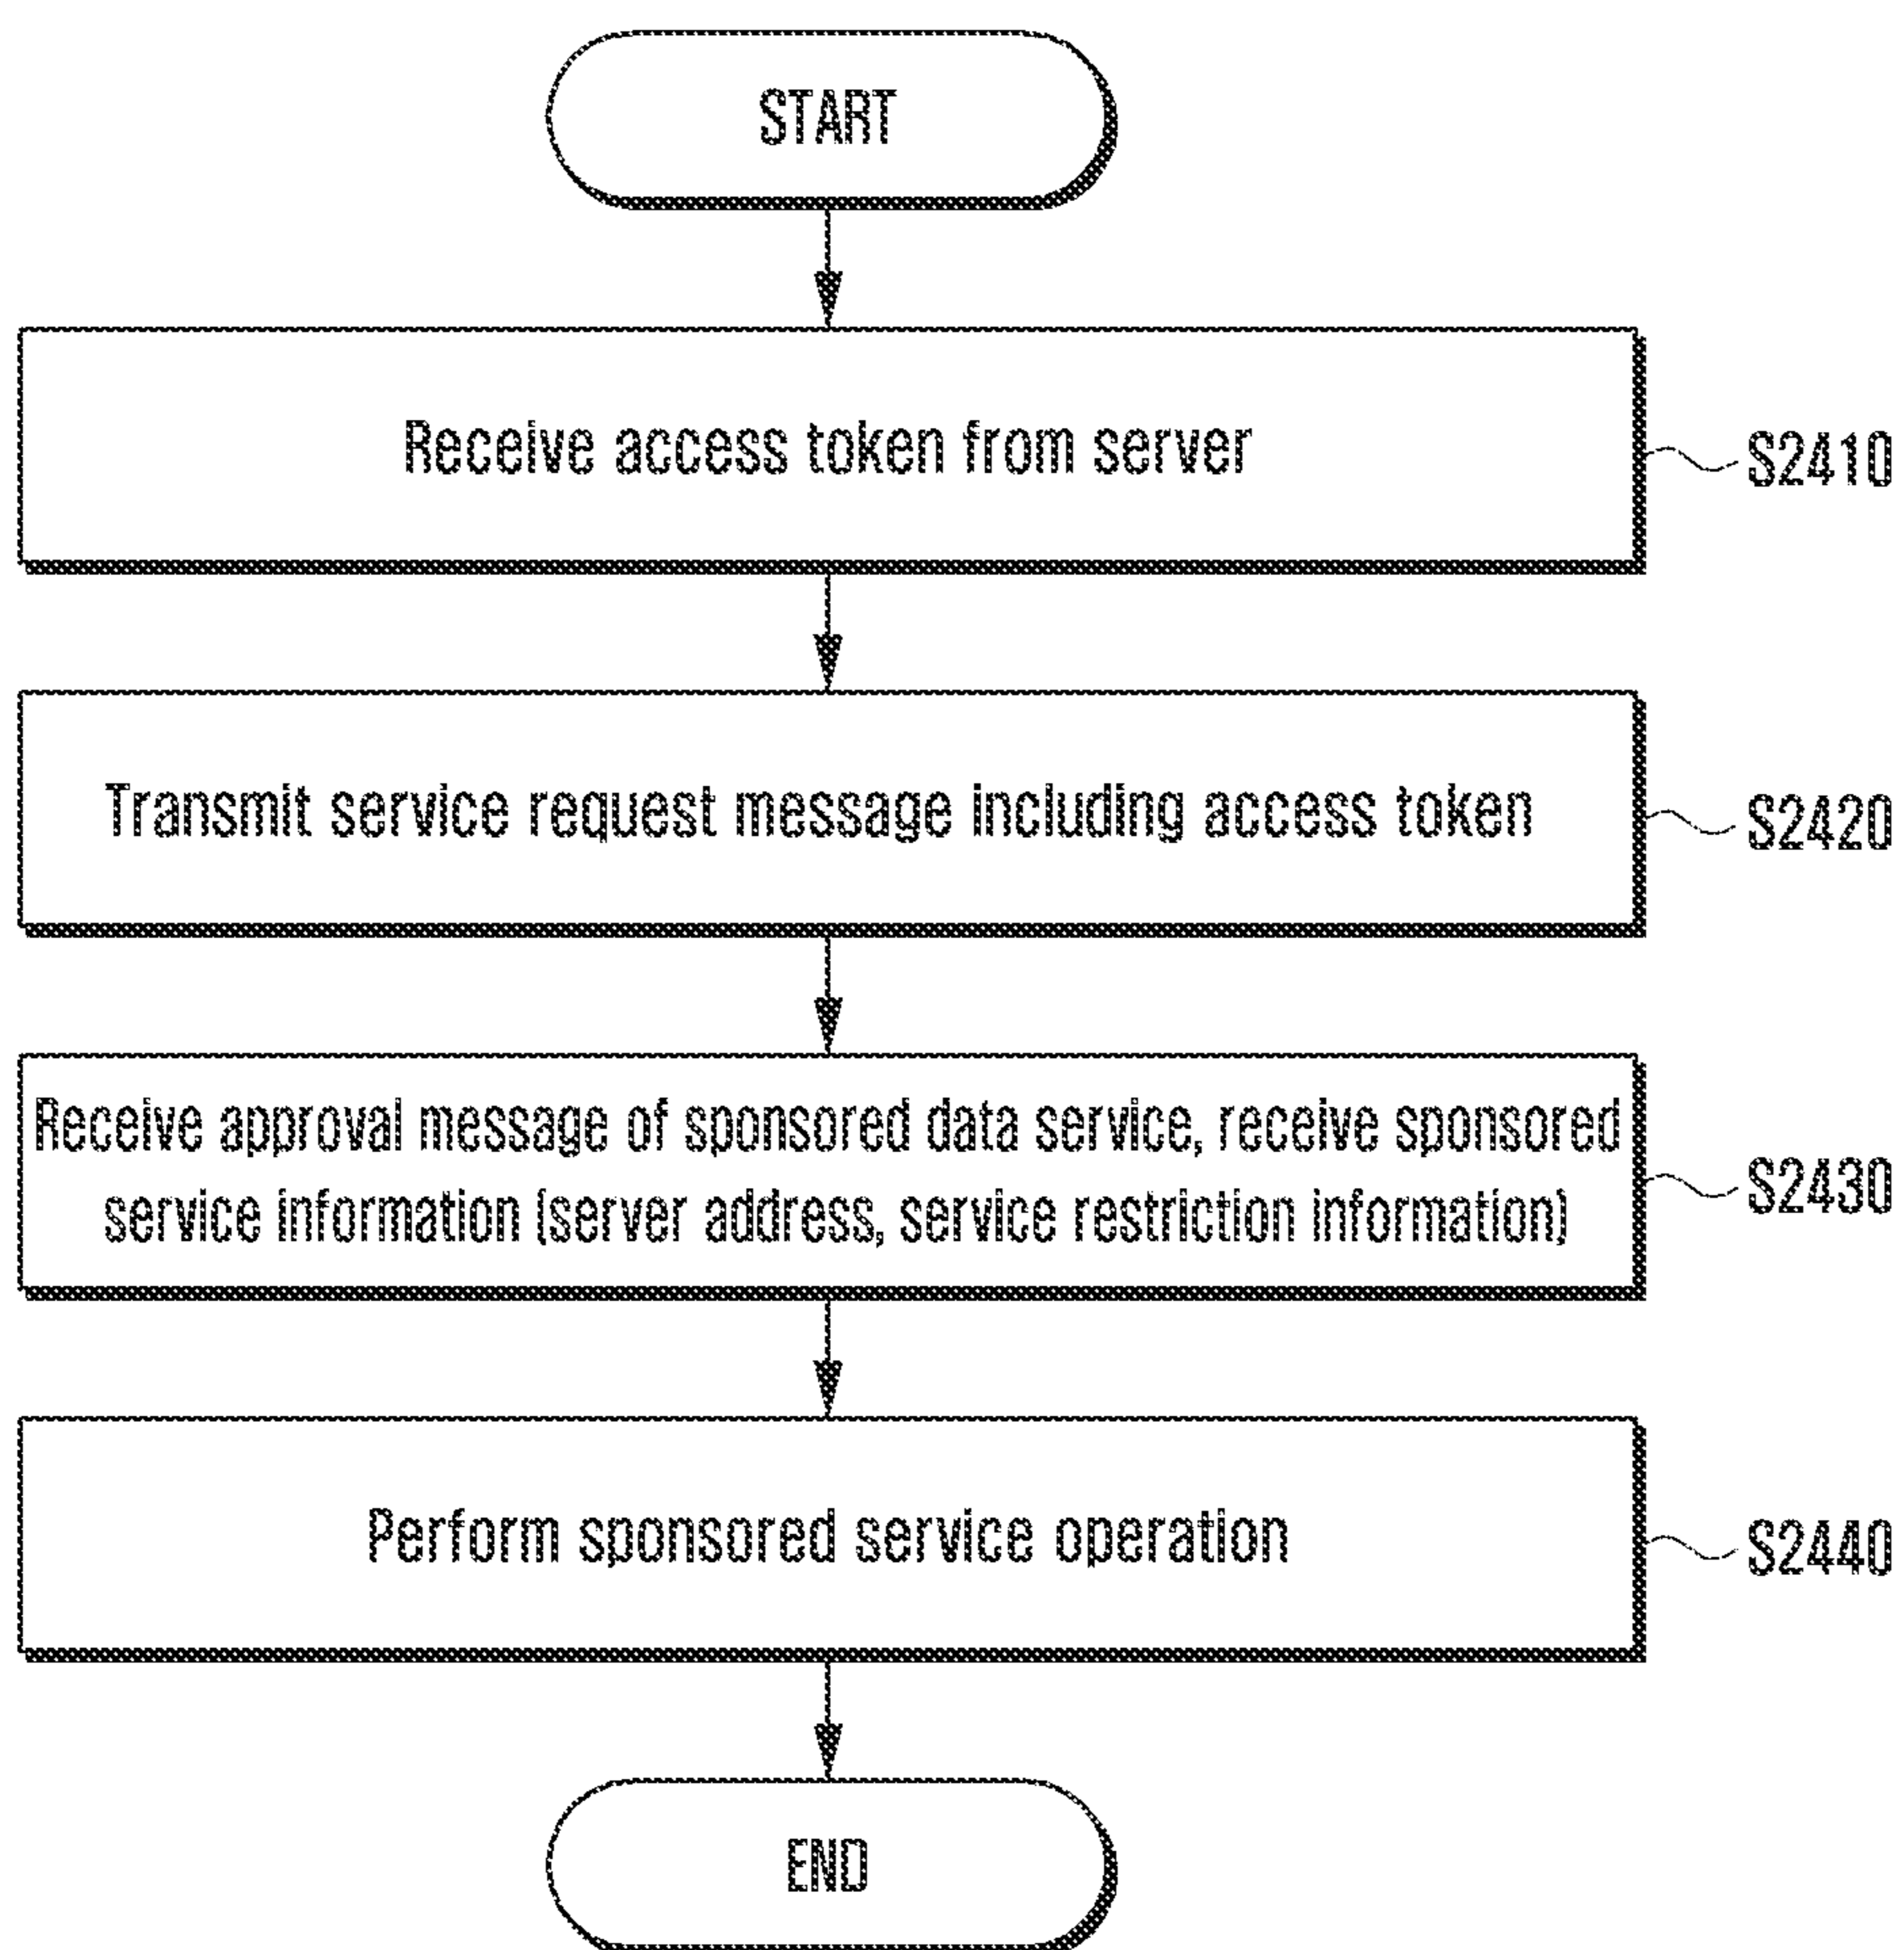 START
Receive access token from server
S2410
Transmit service request message including access token
S2420
Receive approval message of sponsored data service, receive sponsored
service information (server address, service restriction information)
S2430
Perform sponsored service operation
S2440
END